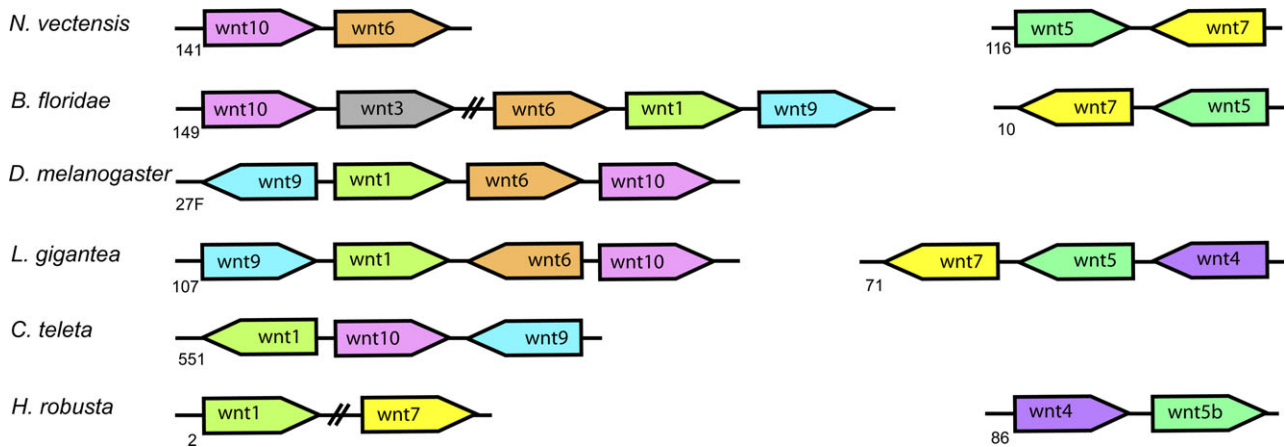 N. vectensis wnt10 wnt6 wnt5 wnt7
141 116
B. floridae wnt10 wnt3 wnt6 wnt1 wnt9 wnt7 wnt5
149 10
D. melanogaster wnt9 wnt1 wnt6 wnt10
27F
L. gigantea wnt9 wnt1 wnt6 wnt10 wnt7 wnt5 wnt4
107 71
C. teleta wnt1 wnt10 wnt9
551
H. robusta wnt1 wnt7 wnt4 wnt5b
2 86